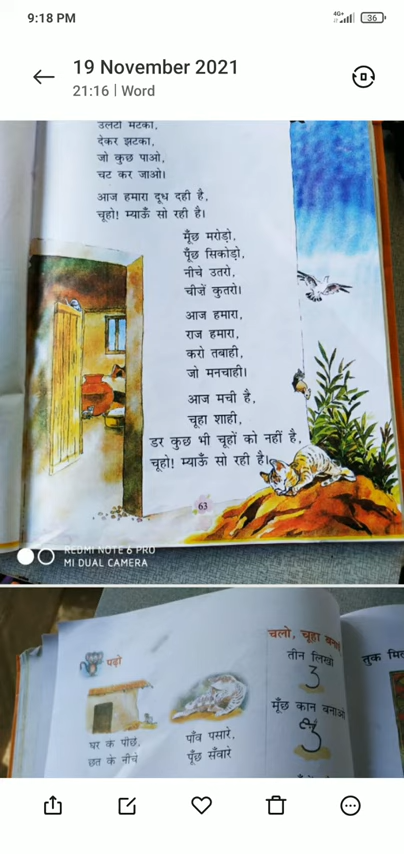 9:18 PM
4G+
36
19 November 2021
21:16 | Word
उलटा मटका,
देकर झटका,
जो कुछ पाओ,
चट कर जाओ।
आज हमारा दूध दही है,
चूहो! म्याऊँ सो रही है।
मूँछ मरोड़ो,
पूँछ सिकोड़ो,
नीचे उतरो,
चीज़ें कुतरो।
आज हमारा,
राज हमारा,
करो तबाही,
जो मनचाही।
आज मची है,
चूहा शाही,
डर कुछ भी चूहों को नहीं है,
चूहो! म्याऊँ सो रही है।
63
REDMI NOTE 6 PRO
MI DUAL CAMERA
पढ़ो
घर के पीछे,
छत के नीचे
पाँव पसारे,
पूँछ सँवारे
चलो, चूहा
तीन लिखो
३
मूँछ कान बनाओ
तुक